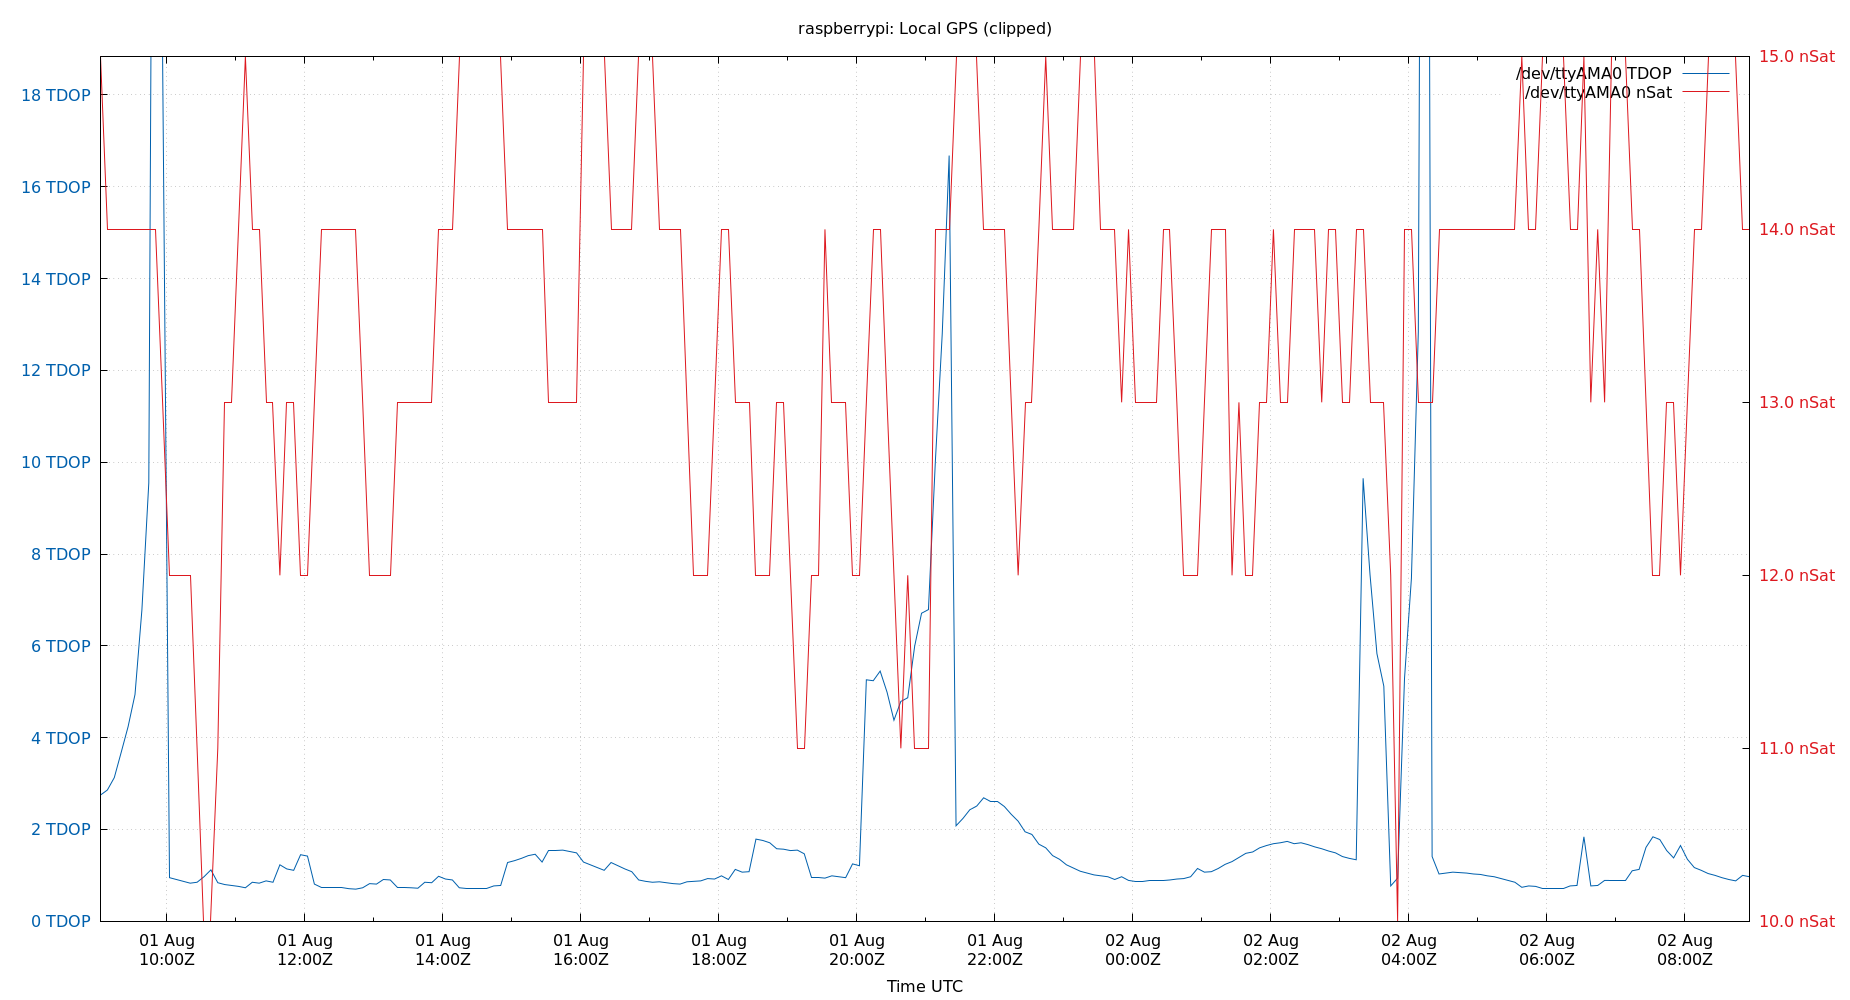 raspberrypi: Local GPS (clipped)
/dev/ttyAMA0 TDOP
/dev/ttyAMA0 nSat
18 TDOP
16 TDOP
14 TDOP
12 TDOP
10 TDOP
8 TDOP
6 TDOP
4 TDOP
2 TDOP
0 TDOP
15.0 nSat
14.0 nSat
13.0 nSat
12.0 nSat
11.0 nSat
10.0 nSat
01 Aug
10:00Z
01 Aug
12:00Z
01 Aug
14:00Z
01 Aug
16:00Z
01 Aug
18:00Z
01 Aug
20:00Z
01 Aug
22:00Z
02 Aug
00:00Z
02 Aug
02:00Z
02 Aug
04:00Z
02 Aug
06:00Z
02 Aug
08:00Z
Time UTC